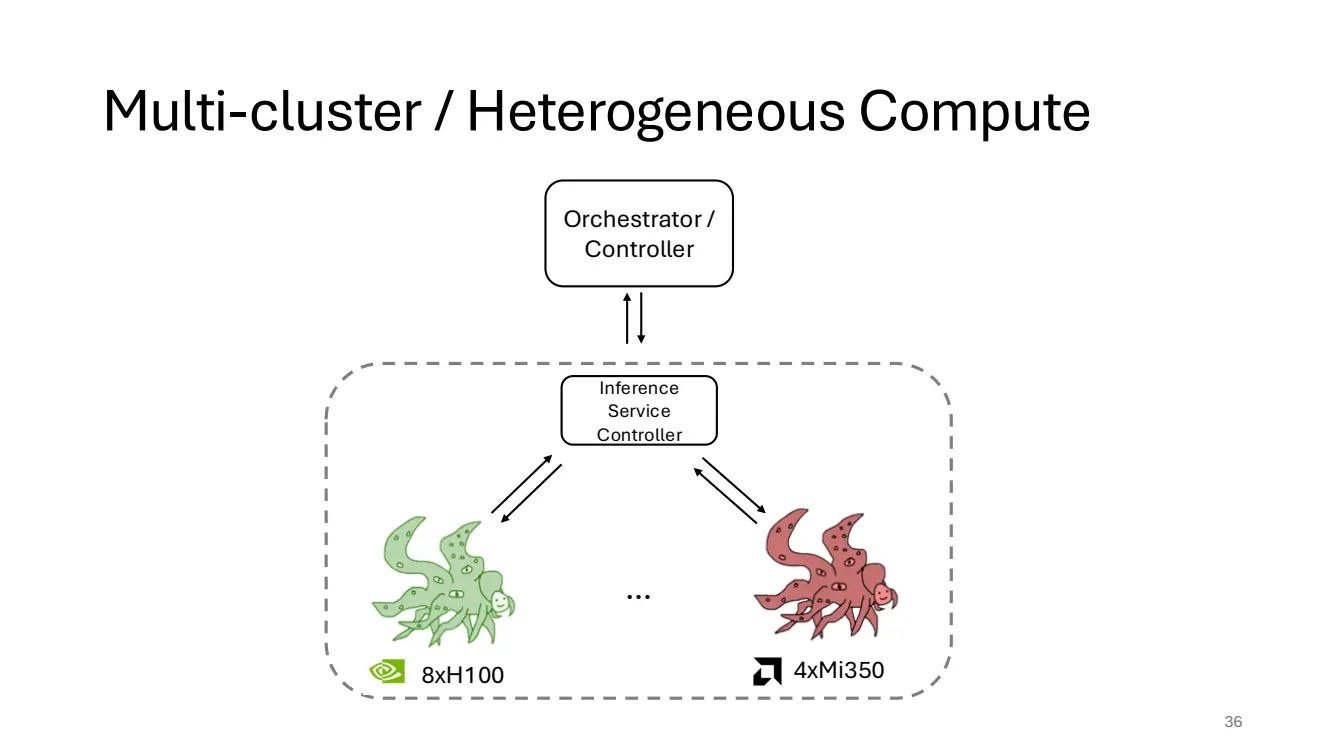 Multi-cluster / Heterogeneous Compute
Orchestrator /
Controller
Inference
Service
Controller
...
8xH100
4xMi350
36